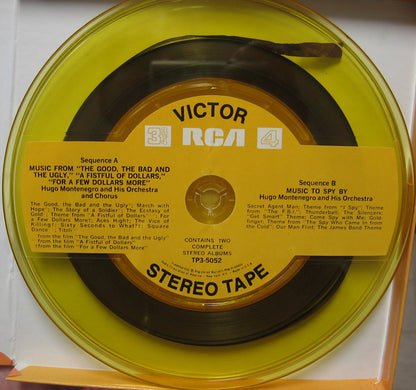 VICTOR
3¾ RCA 4
Sequence A
MUSIC FROM "THE GOOD, THE BAD AND
THE UGLY," "A FISTFUL OF DOLLARS,"
"FOR A FEW DOLLARS MORE"
Hugo Montenegro and His Orchestra
and Chorus
The Good, the Bad and the Ugly†; March with
Hope†; The Story of a Soldier†; The Ecstasy of
Gold†; Theme from "A Fistful of Dollars"; For
a Few Dollars More; Aces High; The Vice of
Killing; Sixty Seconds to What?; Square
Dance; Titoli
from the film "The Good, the Bad and the Ugly"
from the film "A Fistful of Dollars"
from the film "For a Few Dollars More"
Sequence B
MUSIC TO SPY BY
Hugo Montenegro and His Orchestra
Secret Agent Man; Theme from "I Spy"; Theme
from "The F.B.I."; Thunderball; The Silencers;
"Get Smart" Theme; Come Spy with Me; Gold
finger; Theme from "The Spy Who Came in from
the Cold"; Our Man Flint; The James Bond Theme
CONTAINS TWO
COMPLETE
STEREO ALBUMS
TP3-5052
STEREO TAPE